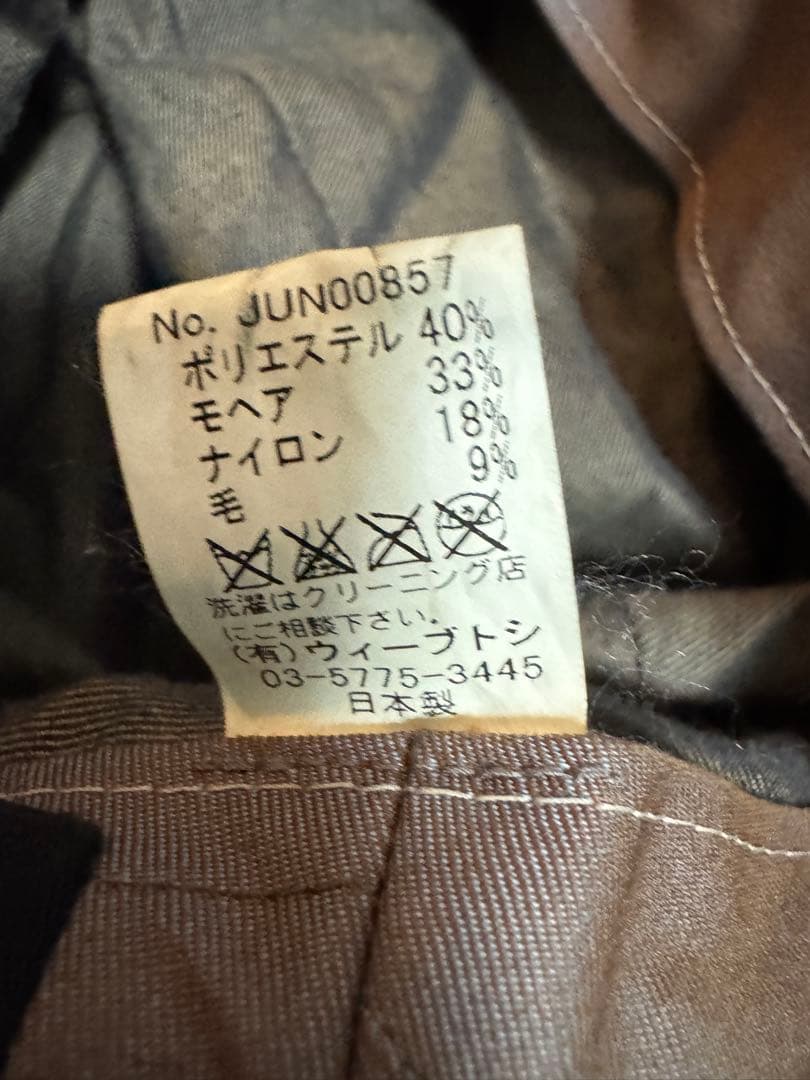 No. JUN00857
ポリエステル 40%
モヘア 33%
ナイロン 18%
毛 9%
洗濯はクリーニング店
にご相談下さい.
(有)ウィーブトシ
03-5775-3445
日本製